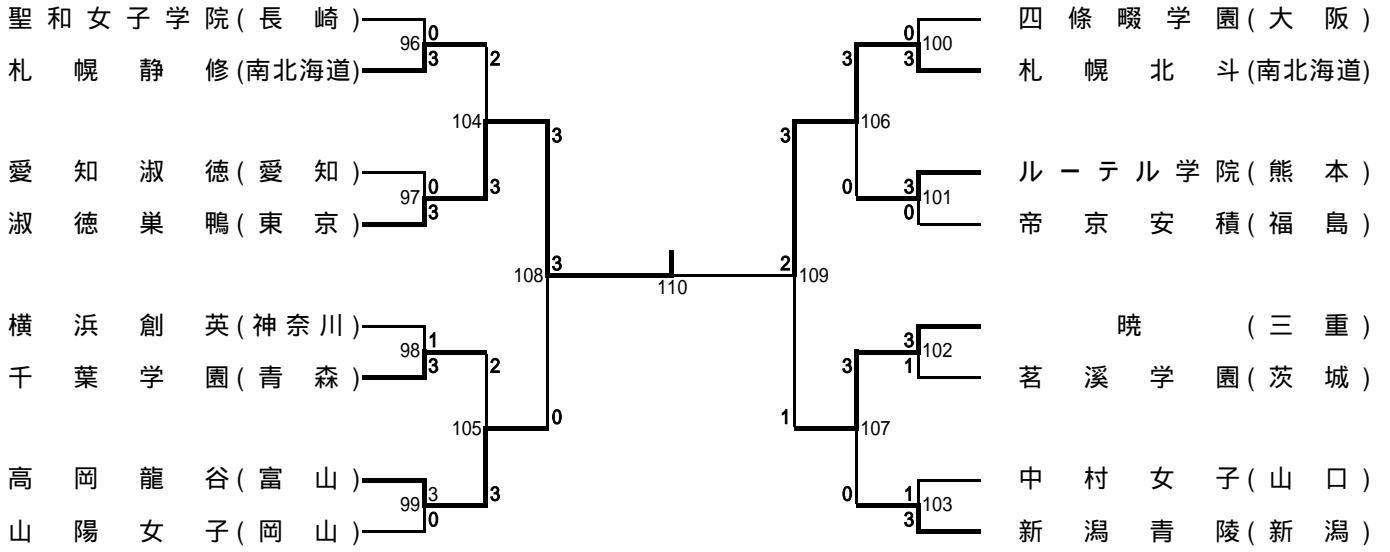 聖和女子学院(長崎)
0
96
3
札幌静修(南北海道)
2
104
3
愛知淑徳(愛知)
0
97
3
淑徳巣鴨(東京)
3
108
3
横浜創英(神奈川)
1
98
3
千葉学園(青森)
2
105
0
高岡龍谷(富山)
3
99
0
山陽女子(岡山)
3
110
四條畷学園(大阪)
0
100
3
札幌北斗(南北海道)
3
106
3
ルーテル学院(熊本)
3
101
0
帝京安積(福島)
0
2
109
暁(三重)
3
102
1
茗溪学園(茨城)
3
107
1
中村女子(山口)
1
103
3
新潟青陵(新潟)
0